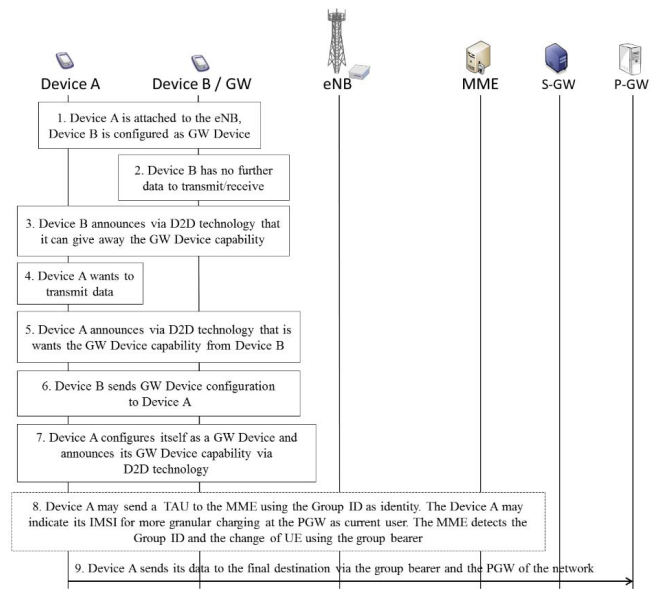 Device A Device B / GW eNB MME S-GW P-GW
1. Device A is attached to the eNB,
Device B is configured as GW Device
2. Device B has no further
data to transmit/receive
3. Device B announces via D2D technology that
it can give away the GW Device capability
4. Device A wants to
transmit data
5. Device A announces via D2D technology that is
wants the GW Device capability from Device B
6. Device B sends GW Device configuration
to Device A
7. Device A configures itself as a GW Device and
announces its GW Device capability via
D2D technology
8. Device A may send a TAU to the MME using the Group ID as identity. The Device A may
indicate its IMSI for more granular charging at the PGW as current user. The MME detects the
Group ID and the change of UE using the group bearer
9. Device A sends its data to the final destination via the group bearer and the PGW of the network